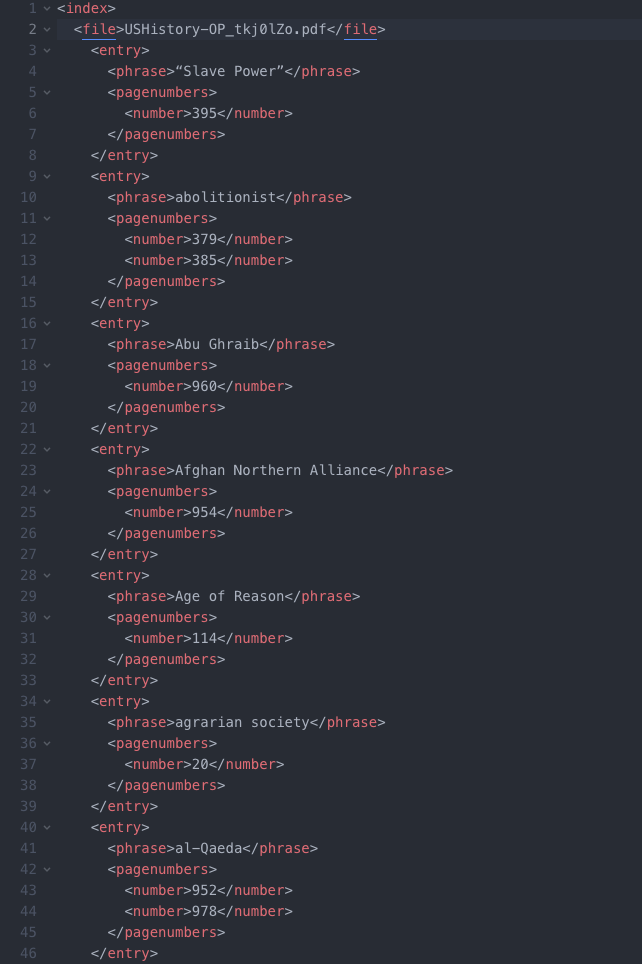 1 <index>
2 <file>USHistory-OP_tkj0lZo.pdf</file>
3 <entry>
4 <phrase>“Slave Power”</phrase>
5 <pagenumbers>
6 <number>395</number>
7 </pagenumbers>
8 </entry>
9 <entry>
10 <phrase>abolitionist</phrase>
11 <pagenumbers>
12 <number>379</number>
13 <number>385</number>
14 </pagenumbers>
15 </entry>
16 <entry>
17 <phrase>Abu Ghraib</phrase>
18 <pagenumbers>
19 <number>960</number>
20 </pagenumbers>
21 </entry>
22 <entry>
23 <phrase>Afghan Northern Alliance</phrase>
24 <pagenumbers>
25 <number>954</number>
26 </pagenumbers>
27 </entry>
28 <entry>
29 <phrase>Age of Reason</phrase>
30 <pagenumbers>
31 <number>114</number>
32 </pagenumbers>
33 </entry>
34 <entry>
35 <phrase>agrarian society</phrase>
36 <pagenumbers>
37 <number>20</number>
38 </pagenumbers>
39 </entry>
40 <entry>
41 <phrase>al-Qaeda</phrase>
42 <pagenumbers>
43 <number>952</number>
44 <number>978</number>
45 </pagenumbers>
46 </entry>